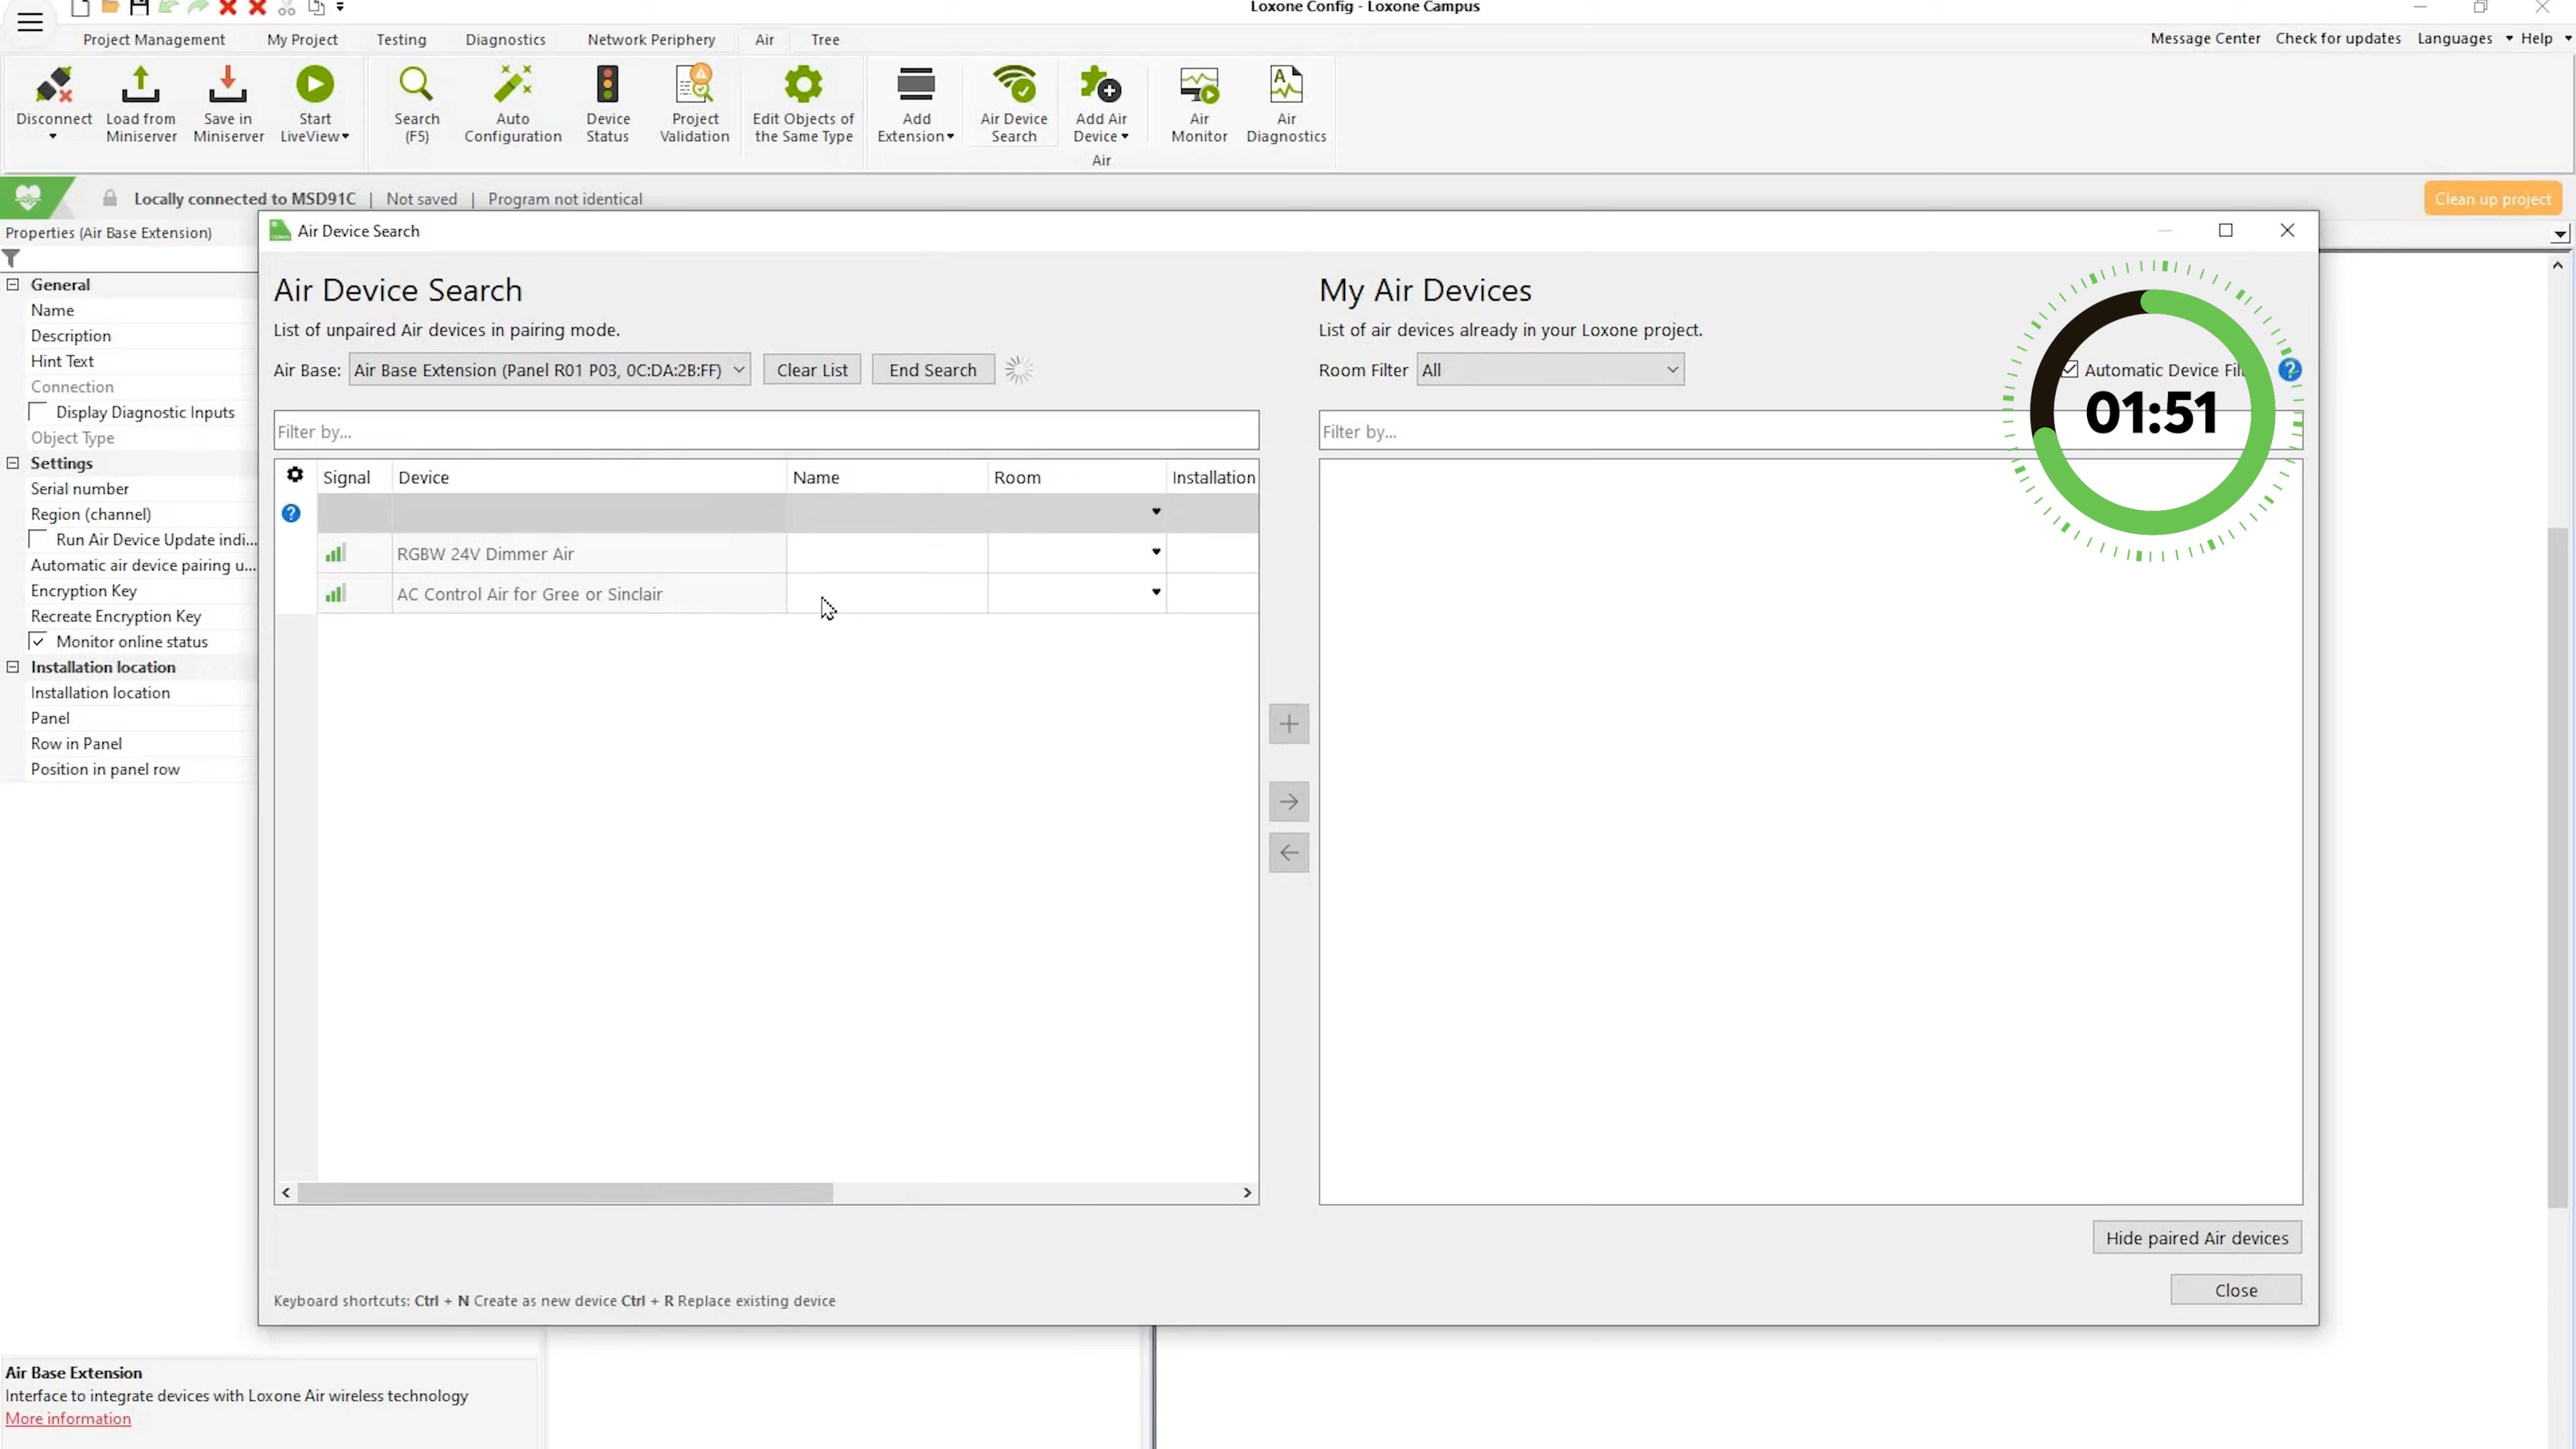 Loxone Config - Loxone Campus
Project Management My Project Testing Diagnostics Network Periphery Air Tree
Message Center Check for updates Languages Help
Disconnect
Load from Miniserver
Save in Miniserver
Start LiveView
Search (F5)
Auto Configuration
Device Status
Project Validation
Edit Objects of the Same Type
Add Extension
Air Device Search
Add Air Device
Air Monitor
Air Diagnostics
Air
Locally connected to MSD91C | Not saved | Program not identical
Clean up project
Properties (Air Base Extension)
General
Name
Description
Hint Text
Connection
Display Diagnostic Inputs
Object Type
Settings
Serial number
Region (channel)
Run Air Device Update indi...
Automatic air device pairing u...
Encryption Key
Recreate Encryption Key
Monitor online status
Installation location
Installation location
Panel
Row in Panel
Position in panel row
Air Device Search
Air Device Search
List of unpaired Air devices in pairing mode.
Air Base: Air Base Extension (Panel R01 P03, 0C:DA:2B:FF) Clear List End Search
Filter by...
Signal Device Name Room Installation
RGBW 24V Dimmer Air
AC Control Air for Gree or Sinclair
Keyboard shortcuts: Ctrl + N Create as new device Ctrl + R Replace existing device
My Air Devices
List of air devices already in your Loxone project.
Room Filter All Automatic Device
01:51
Filter by...
Hide paired Air devices
Close
Air Base Extension
Interface to integrate devices with Loxone Air wireless technology
More information